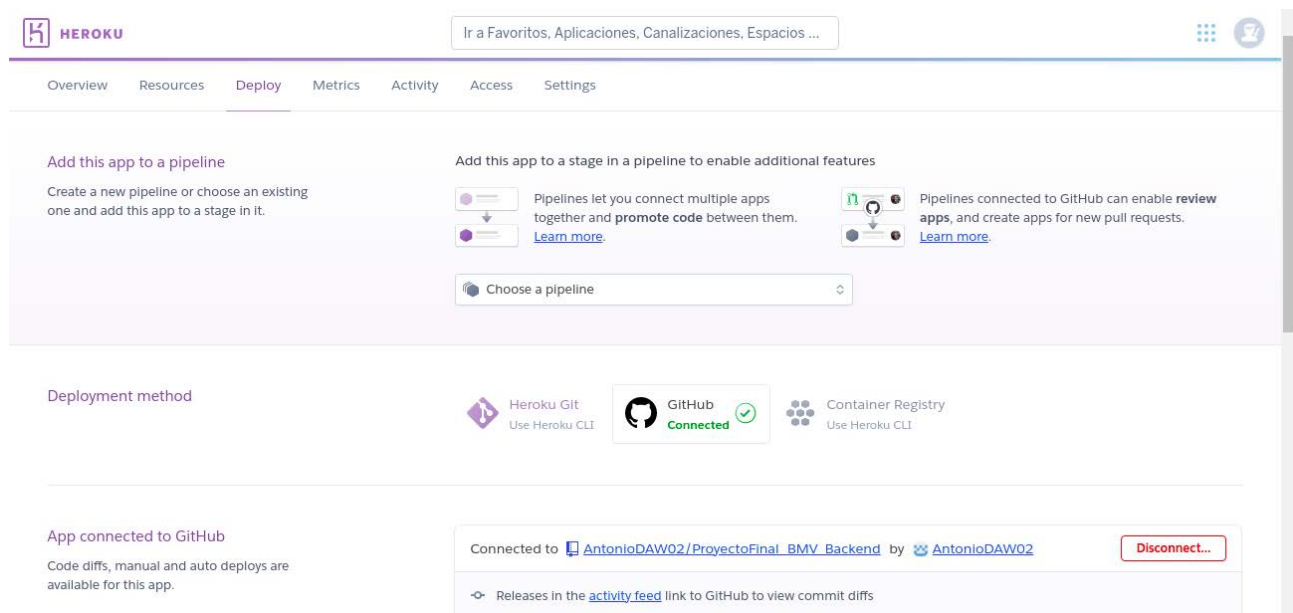 HEROKU
Ir a Favoritos, Aplicaciones, Canalizaciones, Espacios ...
Overview Resources Deploy Metrics Activity Access Settings
Add this app to a pipeline
Create a new pipeline or choose an existing
one and add this app to a stage in it.
Add this app to a stage in a pipeline to enable additional features
Pipelines let you connect multiple apps
together and promote code between them.
Learn more.
Pipelines connected to GitHub can enable review
apps, and create apps for new pull requests.
Learn more.
Choose a pipeline
Deployment method
Heroku Git
Use Heroku CLI
GitHub
Connected
Container Registry
Use Heroku CLI
App connected to GitHub
Code diffs, manual and auto deploys are
available for this app.
Connected to AntonioDAW02/ProyectoFinal_BMV_Backend by AntonioDAW02
Disconnect...
Releases in the activity feed link to GitHub to view commit diffs